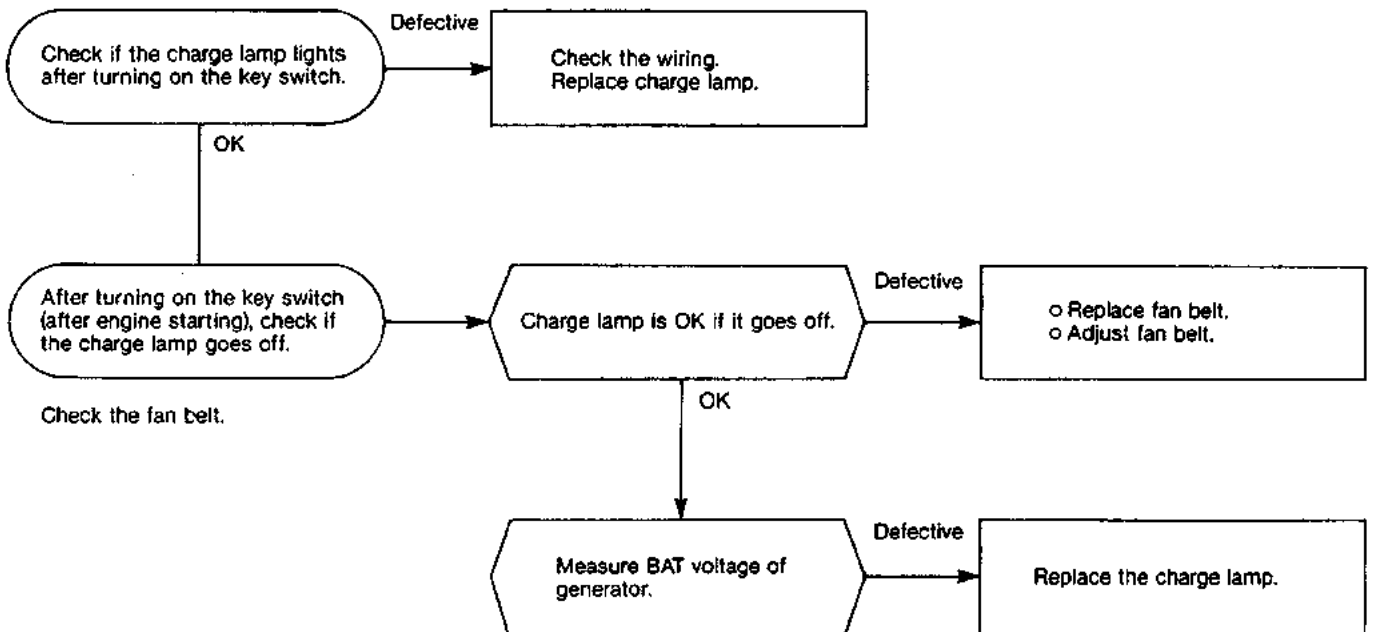 Defective
Check if the charge lamp lights
after turning on the key switch.
Check the wiring.
Replace charge lamp.
OK
After turning on the key switch
(after engine starting), check if
the charge lamp goes off.
Charge lamp is OK if it goes off.
Defective
○ Replace fan belt.
○ Adjust fan belt.
Check the fan belt.
OK
Measure BAT voltage of
generator.
Defective
Replace the charge lamp.